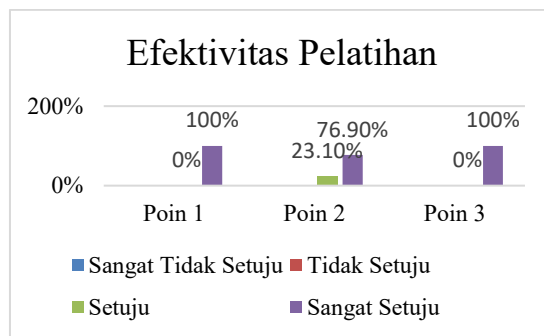 Efektivitas Pelatihan
200%
100%
76.90%
100%
0%
23.10%
0%
0%
Poin 1
Poin 2
Poin 3
Sangat Tidak Setuju
Tidak Setuju
Setuju
Sangat Setuju